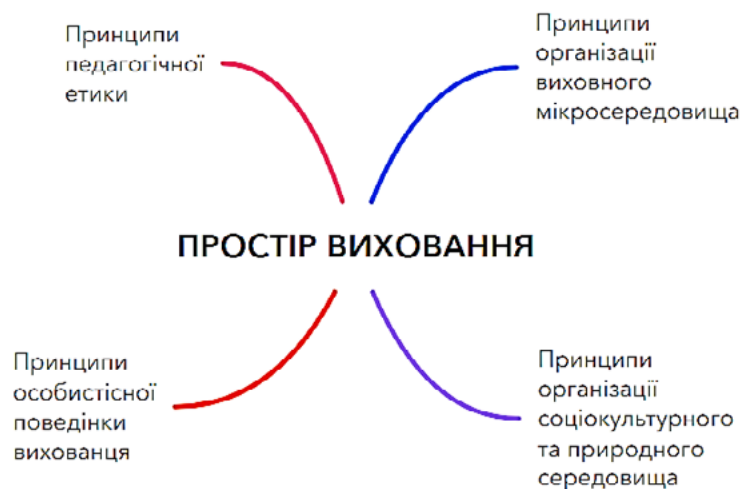 Принципи
педагогічної
етики
Принципи
організації
виховного
мікросередовища
ПРОСТІР ВИХОВАННЯ
Принципи
особистісної
поведінки
вихованця
Принципи
організації
соціокультурного
та природного
середовища